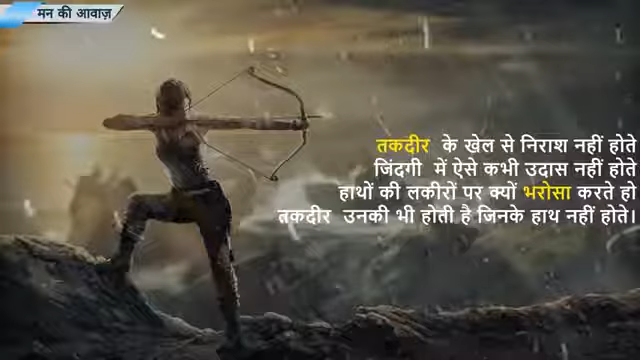 मन की आवाज़
तकदीर के खेल से निराश नहीं होते
जिंदगी में ऐसे कभी उदास नहीं होते
हाथों की लकीरों पर क्यों भरोसा करते हो
तकदीर उनकी भी होती है जिनके हाथ नहीं होते।